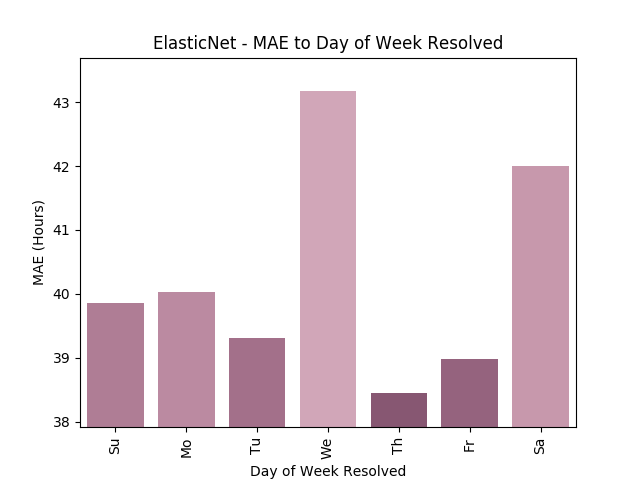 ElasticNet - MAE to Day of Week Resolved
MAE (Hours)
43
42
41
40
39
38
Su
Mo
Tu
We
Th
Fr
Sa
Day of Week Resolved